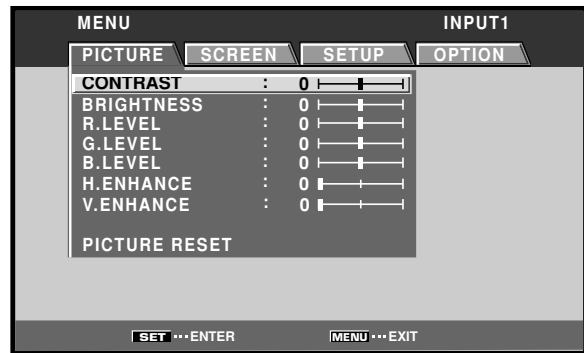 MENU INPUT1
PICTURE SCREEN SETUP OPTION
CONTRAST : 0
BRIGHTNESS : 0
R.LEVEL : 0
G.LEVEL : 0
B.LEVEL : 0
H.ENHANCE : 0
V.ENHANCE : 0
PICTURE RESET
SET ··· ENTER MENU ··· EXIT